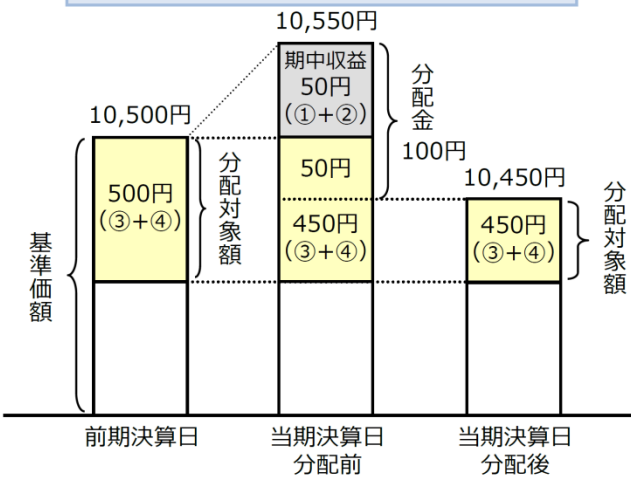 10,550円
期中収益
50円
(①+②)
分配金
100円
10,500円
500円
(③+④)
分配対象額
50円
450円
(③+④)
10,450円
450円
(③+④)
分配対象額
基準価額
前期決算日
当期決算日
分配前
当期決算日
分配後